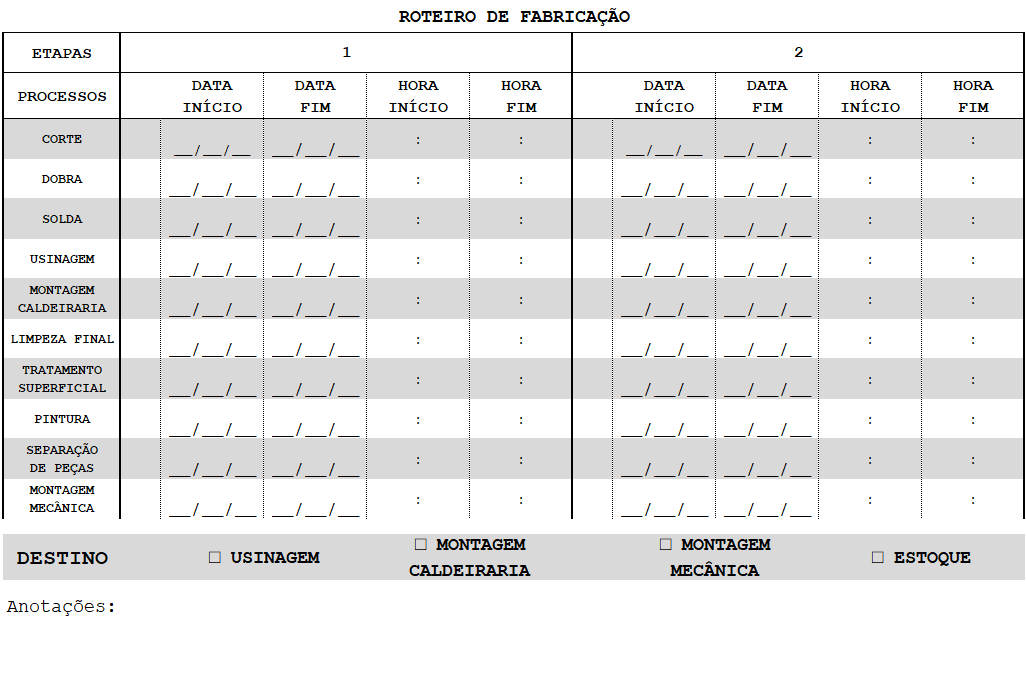 ROTEIRO DE FABRICAÇÃO
ETAPAS 1 2
PROCESSOS DATA INÍCIO DATA FIM HORA INÍCIO HORA FIM DATA INÍCIO DATA FIM HORA INÍCIO HORA FIM
CORTE __/__/__ __/__/__ : : __/__/__ __/__/__ : :
DOBRA __/__/__ __/__/__ : : __/__/__ __/__/__ : :
SOLDA __/__/__ __/__/__ : : __/__/__ __/__/__ : :
USINAGEM __/__/__ __/__/__ : : __/__/__ __/__/__ : :
MONTAGEM CALDEIRARIA __/__/__ __/__/__ : : __/__/__ __/__/__ : :
LIMPEZA FINAL __/__/__ __/__/__ : : __/__/__ __/__/__ : :
TRATAMENTO SUPERFICIAL __/__/__ __/__/__ : : __/__/__ __/__/__ : :
PINTURA __/__/__ __/__/__ : : __/__/__ __/__/__ : :
SEPARAÇÃO DE PEÇAS __/__/__ __/__/__ : : __/__/__ __/__/__ : :
MONTAGEM MECÂNICA __/__/__ __/__/__ : : __/__/__ __/__/__ : :
DESTINO □ USINAGEM □ MONTAGEM CALDEIRARIA □ MONTAGEM MECÂNICA □ ESTOQUE
Anotações: